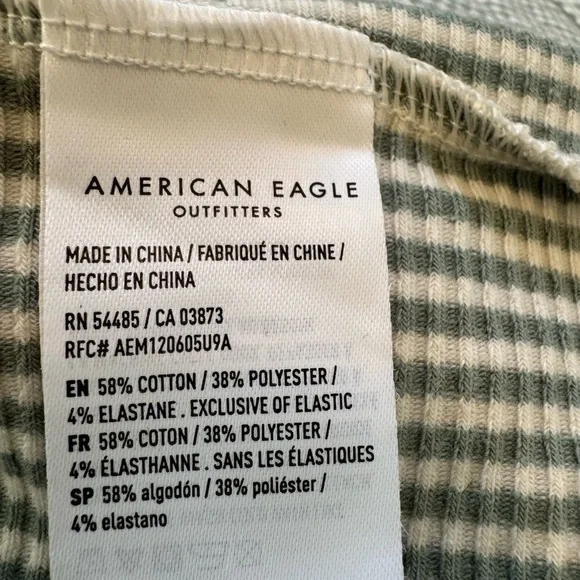 AMERICAN EAGLE
OUTFITTERS
MADE IN CHINA / FABRIQUÉ EN CHINE /
HECHO EN CHINA
RN 54485 / CA 03873
RFC# AEM120605U9A
EN 58% COTTON / 38% POLYESTER /
4% ELASTANE . EXCLUSIVE OF ELASTIC
FR 58% COTON / 38% POLYESTER /
4% ÉLASTHANNE . SANS LES ÉLASTIQUES
SP 58% algodón / 38% poliéster /
4% elastano